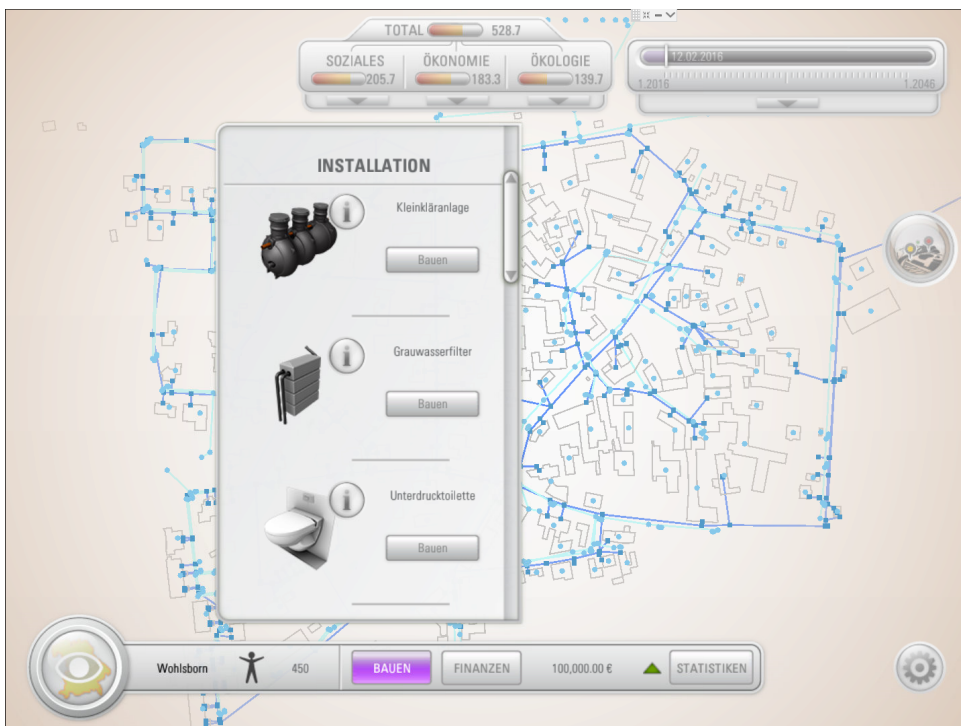 TOTAL 528.7
SOZIALES ÖKONOMIE ÖKOLOGIE
205.7 183.3 139.7
12.02.2016
1.2016 1.2046
INSTALLATION
Kleinkläranlage
Bauen
Grauwasserfilter
Bauen
Unterdrucktoilette
Bauen
Wohlsborn 450 BAUEN FINANZEN 100,000.00 € STATISTIKEN